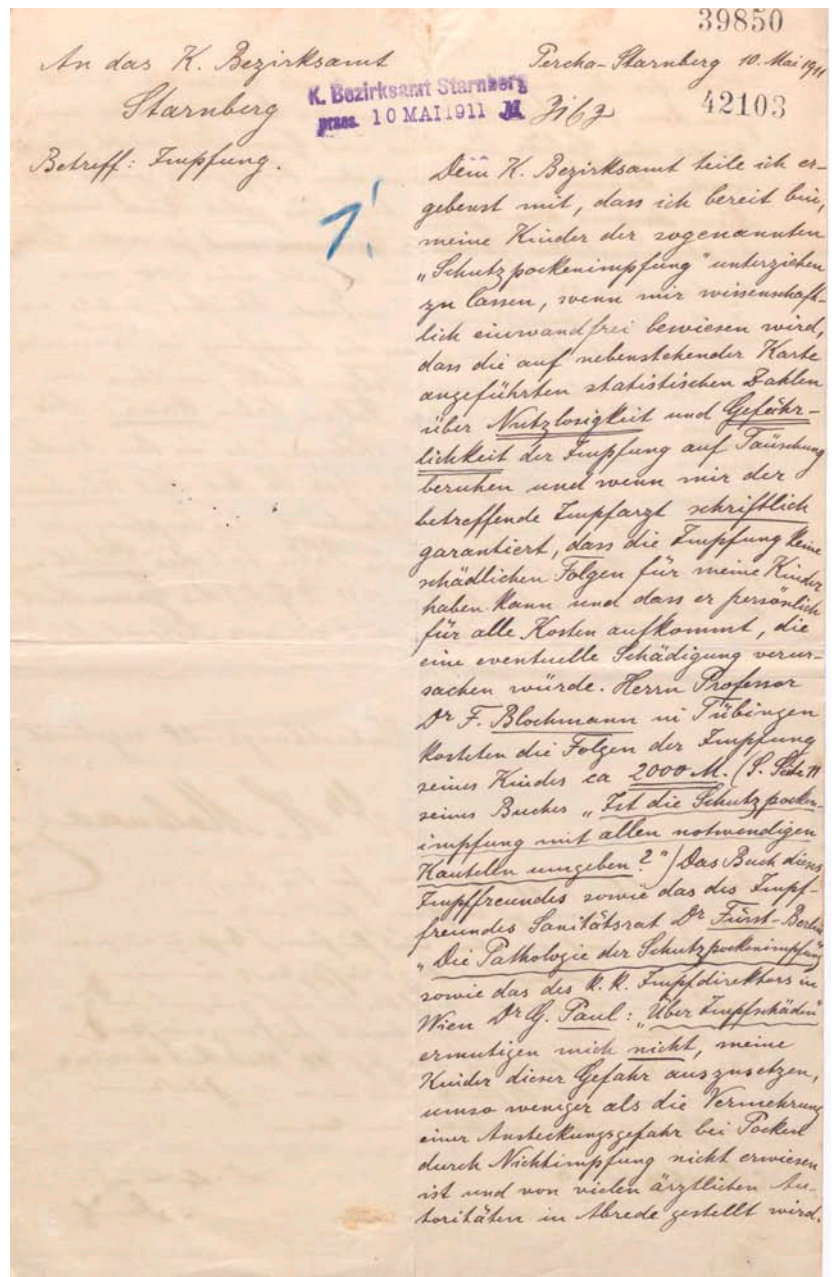 39850
An das K. Bezirksamt
Percha-Starnberg 10. Mai 1911
Starnberg
K. Bezirksamt Starnberg
praes. 10 MAI 1911
42103
Betreff: Impfung.
1!
Dem K. Bezirksamt teile ich er-
gebenst mit, dass ich bereit bin,
meine Kinder der sogenannten
„Schutzpockenimpfung" unterziehen
zu lassen, wenn mir wissenschaft-
lich einwandfrei bewiesen wird,
dass die auf nebenstehender Karte
angeführten statistischen Zahlen
über Nutzlosigkeit und Gefähr-
lichkeit der Impfung auf Täuschung
beruhen und wenn mir der
betreffende Impfarzt schriftlich
garantiert, dass die Impfung keine
schädlichen Folgen für meine Kinder
haben kann und dass er persönlich
für alle Kosten aufkommt, die
eine eventuelle Schädigung verur-
sachen würde. Herrn Professor
Dr F. Blochmann in Tübingen
kosteten die Folgen der Impfung
seines Kindes ca 2000 M. (S. Seite 11
seines Buches „Ist die Schutzpocken-
impfung mit allen notwendigen
Kautelen umgeben?") Das Buch dieses
Impffreundes sowie das des Impf-
freundes Sanitätsrat Dr Fürst-Berlin
„Die Pathologie der Schutzpockenimpfung"
sowie das des K. K. Impfdirektors in
Wien Dr G. Paul: „Über Impfschäden"
ermutigen mich nicht, meine
Kinder dieser Gefahr auszusetzen,
umso weniger als die Vermehrung
einer Ansteckungsgefahr bei Pocken
durch Nichtimpfung nicht erwiesen
ist und von vielen ärztlichen Au-
toritäten in Abrede gestellt wird.